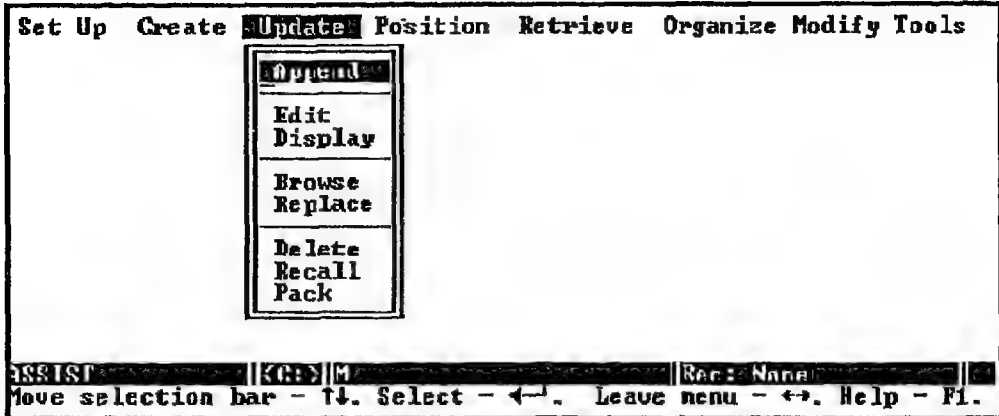 Set Up Create Update Position Retrieve Organize Modify Tools
Append
Edit
Display
Browse
Replace
Delete
Recall
Pack
ASSIST <C:> M Rec: None
Move selection bar - ↑↓. Select - ←┘. Leave menu - ↔. Help - F1.